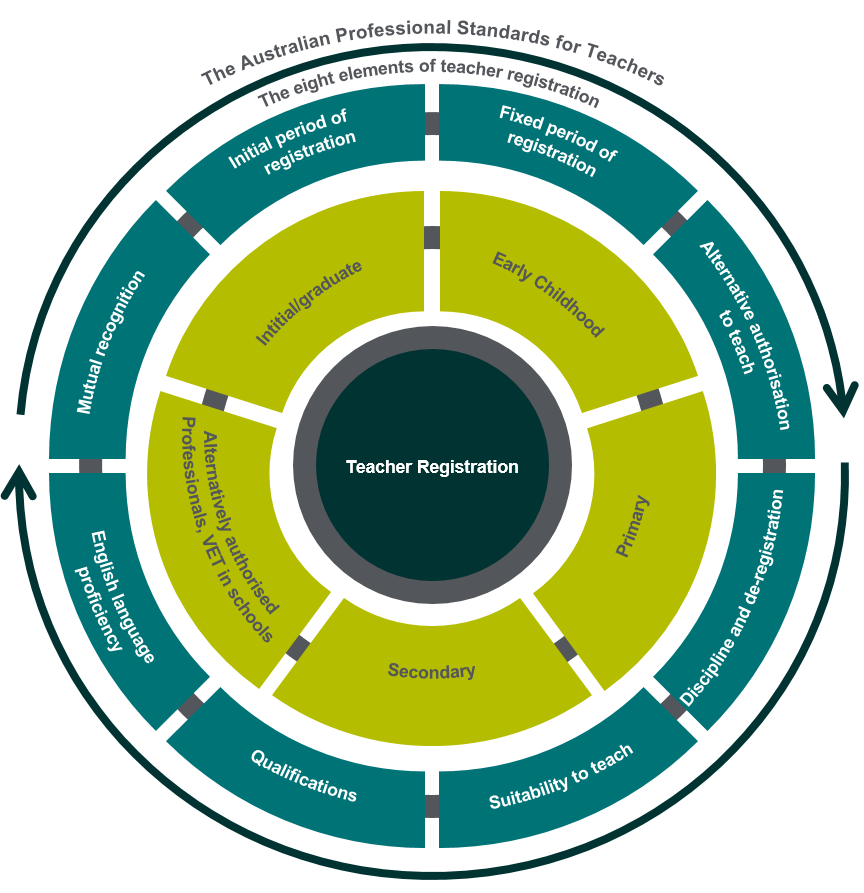 The Australian Professional Standards for Teachers
The eight elements of teacher registration
Initial period of
registration
Fixed period of
registration
Alternative authorisation
to teach
Discipline and de-registration
Suitability to teach
Qualifications
English language
proficiency
Mutual recognition
Intitial/graduate
Early Childhood
Primary
Secondary
Alternatively authorised
Professionals, VET in schools
Teacher Registration